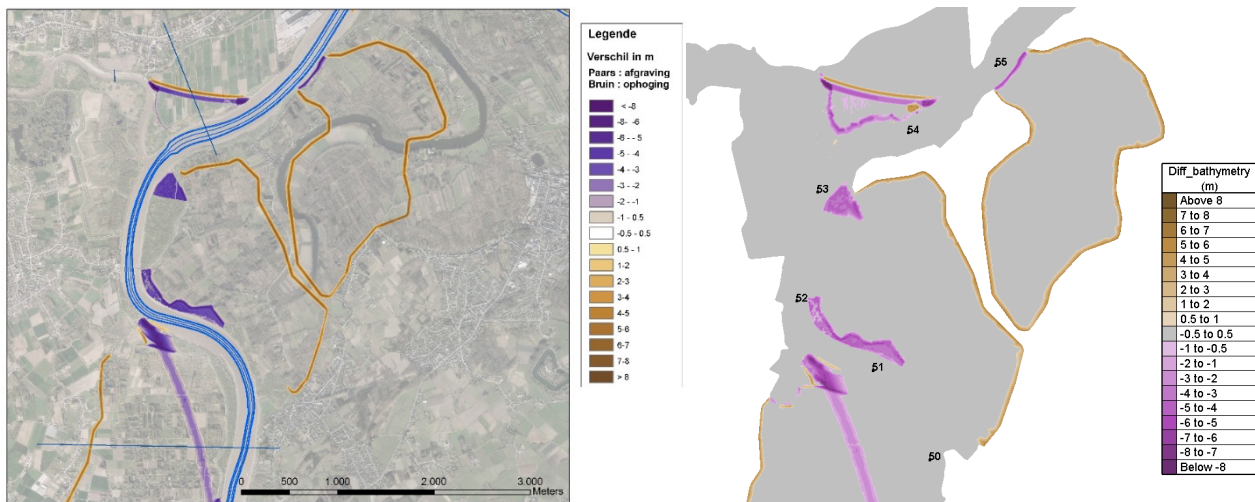 Legende
Verschil in m
Paars : afgraving
Bruin : ophoging
< -8
-8- -6
-6 - -5
-5 - -4
-4 - -3
-3 - -2
-2 - -1
-1 - 0.5
-0.5 - 0.5
0.5 - 1
1-2
2-3
3-4
4-5
5-6
6-7
7-8
> 8
0 500 1.000 2.000 3.000
Meters
55
54
53
52
51
50
Diff_bathymetry
(m)
Above 8
7 to 8
6 to 7
5 to 6
4 to 5
3 to 4
2 to 3
1 to 2
0.5 to 1
-0.5 to 0.5
-1 to -0.5
-2 to -1
-3 to -2
-4 to -3
-5 to -4
-6 to -5
-7 to -6
-8 to -7
Below -8